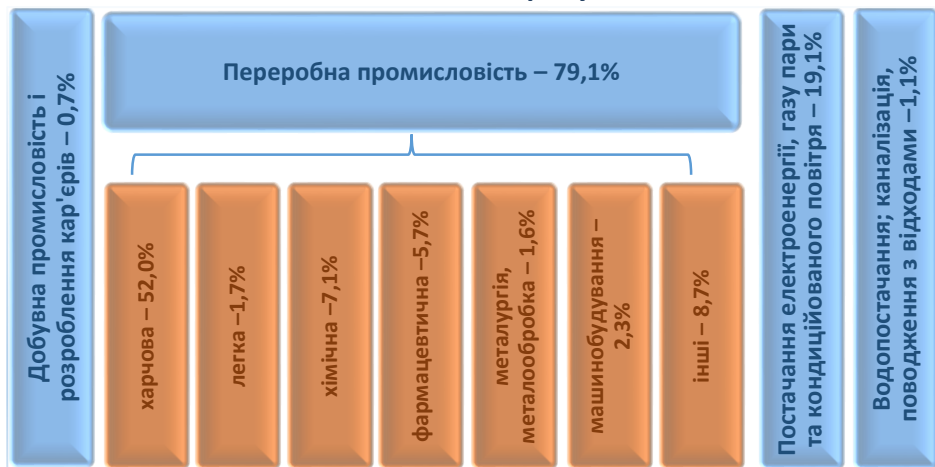 Добувна промисловість і
розроблення кар'єрів – 0,7%
Переробна промисловість – 79,1%
харчова – 52,0%
легка –1,7%
хімічна –7,1%
фармацевтична –5,7%
металургія,
металообробка – 1,6%
машинобудування –
2,3%
інші – 8,7%
Постачання електроенергії, газу пари
та кондиційованого повітря – 19,1%
Водопостачання; каналізація,
поводження з відходами –1,1%